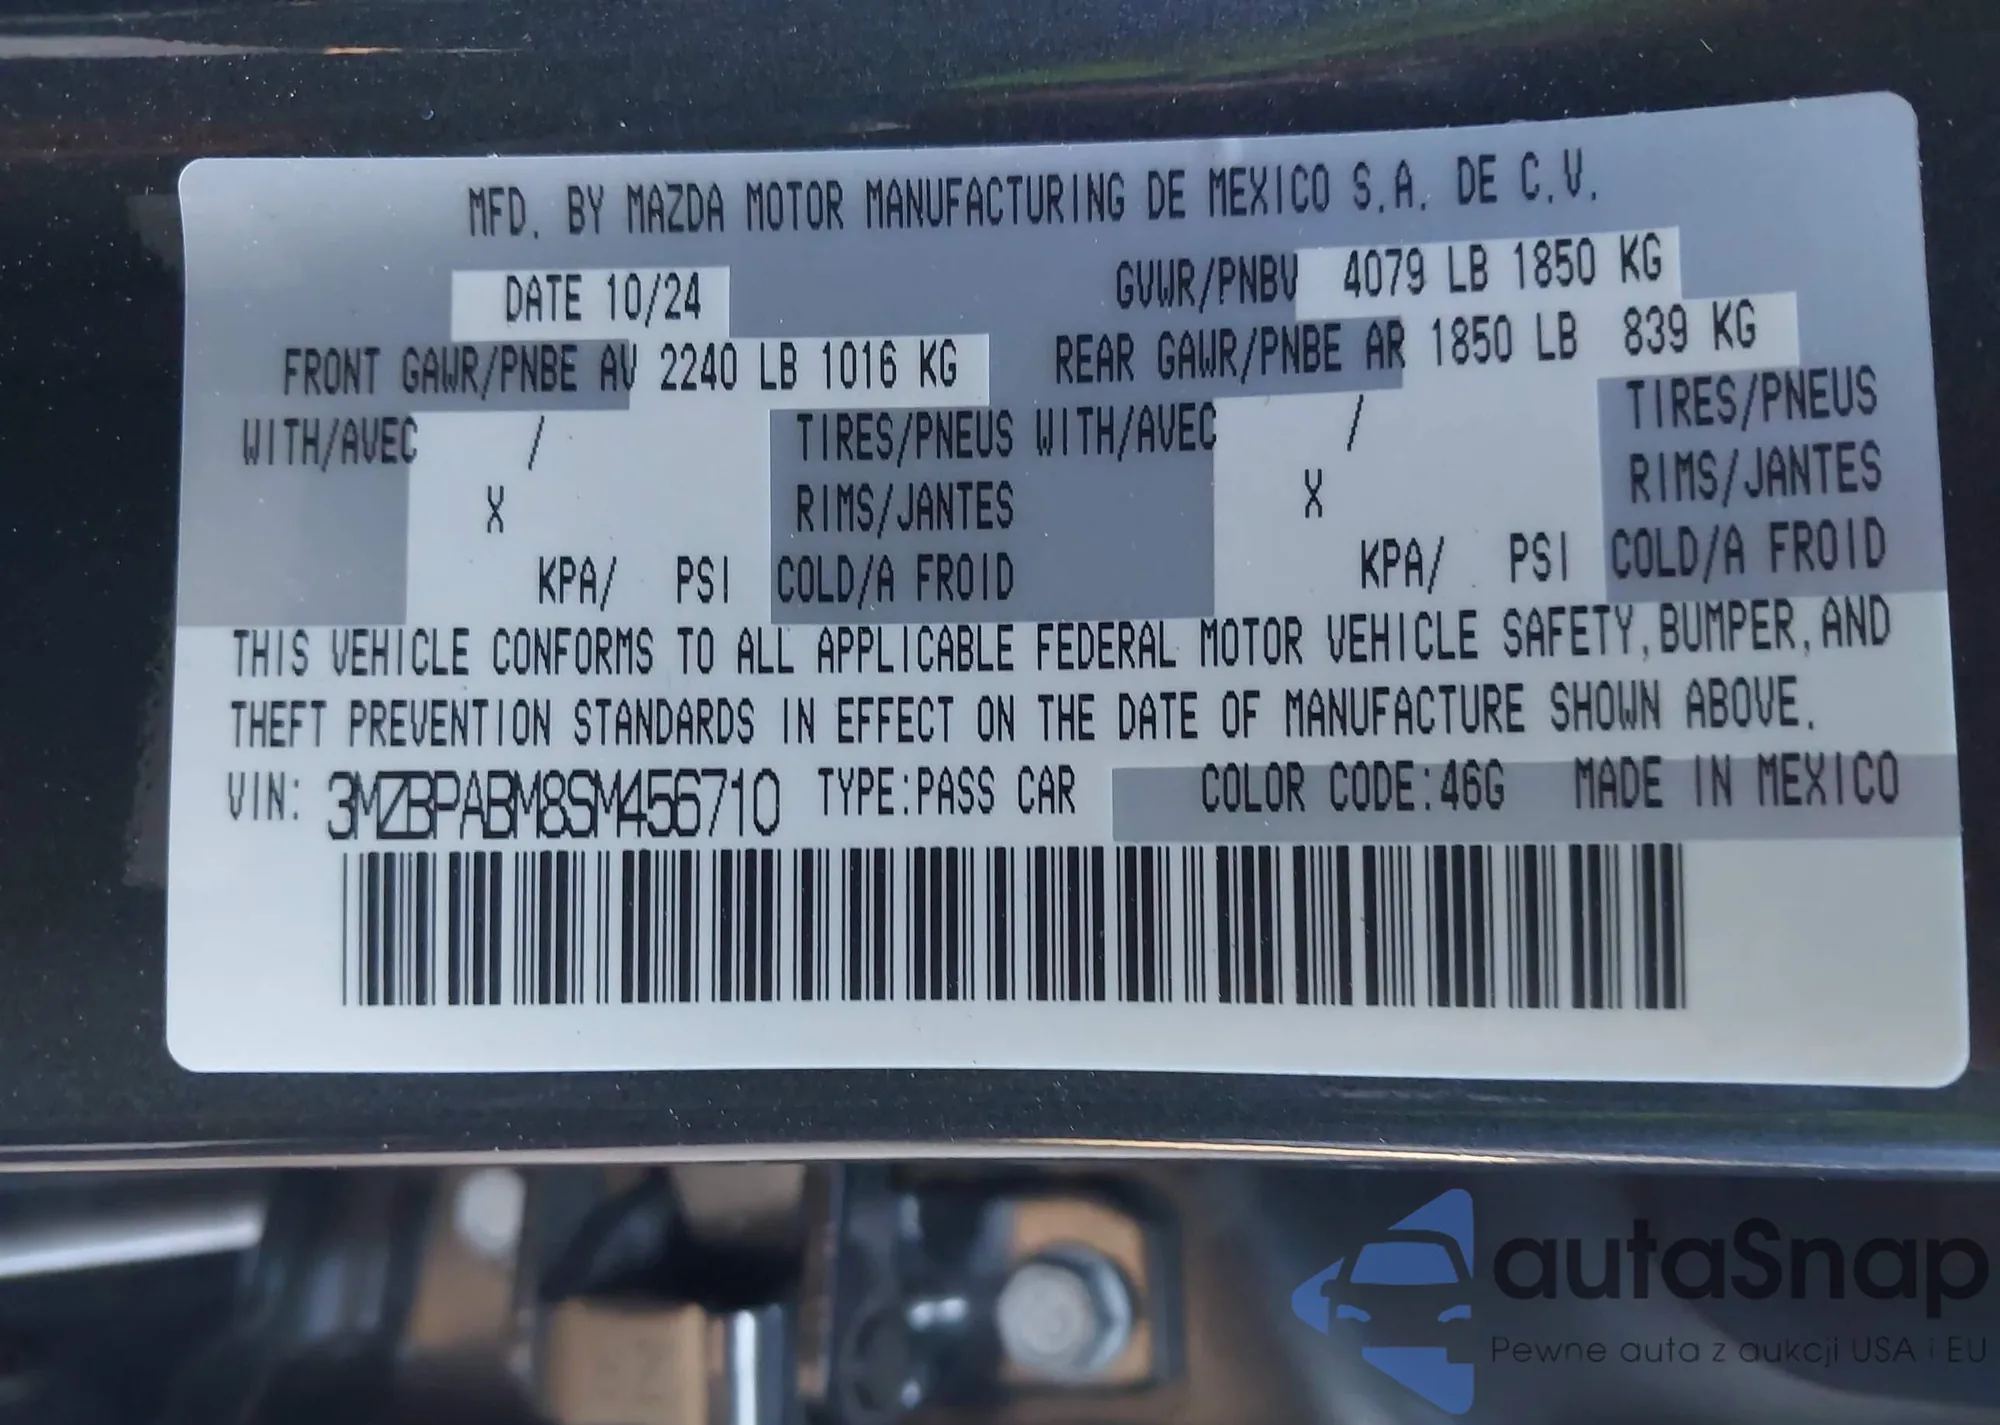 MFD. BY MAZDA MOTOR MANUFACTURING DE MEXICO S.A. DE C.V.
DATE 10/24 GVWR/PNBV 4079 LB 1850 KG
FRONT GAWR/PNBE AV 2240 LB 1016 KG REAR GAWR/PNBE AR 1850 LB 839 KG
WITH/AVEC / TIRES/PNEUS WITH/AVEC / TIRES/PNEUS
X RIMS/JANTES X RIMS/JANTES
KPA/ PSI COLD/A FROID KPA/ PSI COLD/A FROID
THIS VEHICLE CONFORMS TO ALL APPLICABLE FEDERAL MOTOR VEHICLE SAFETY, BUMPER, AND
THEFT PREVENTION STANDARDS IN EFFECT ON THE DATE OF MANUFACTURE SHOWN ABOVE.
VIN: 3MZBPABM8SM456710 TYPE:PASS CAR COLOR CODE:46G MADE IN MEXICO
autaSnap
Pewne auta z aukcji USA i EU